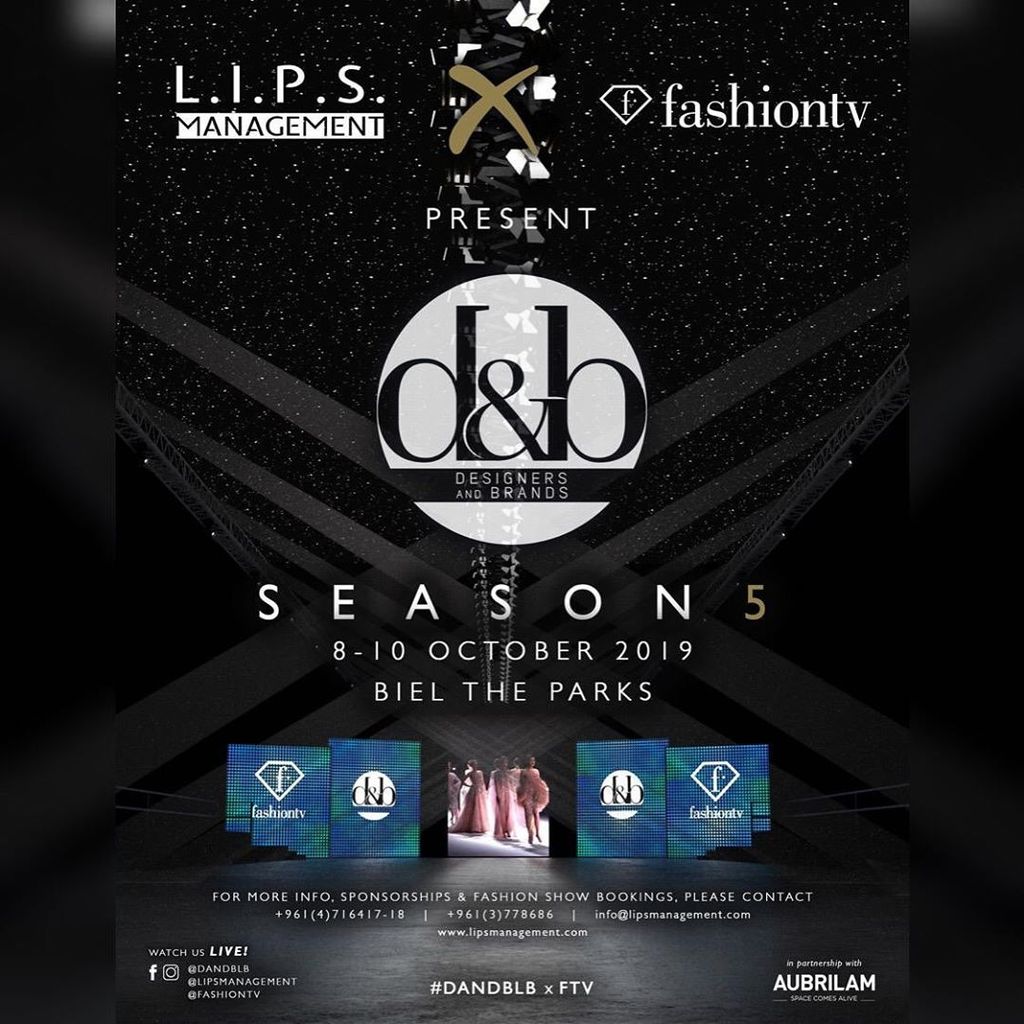 L.I.P.S.
MANAGEMENT
X
f fashiontv
PRESENT
d&b
DESIGNERS
AND BRANDS
SEASON 5
8-10 OCTOBER 2019
BIEL THE PARKS
f
fashiontv
d&b
d&b
f
fashiontv
FOR MORE INFO, SPONSORSHIPS & FASHION SHOW BOOKINGS, PLEASE CONTACT
+961(4)716417-18 | +961(3)778686 | info@lipsmanagement.com
www.lipsmanagement.com
WATCH US LIVE!
@DANDBLB
@LIPSMANAGEMENT
@FASHIONTV
#DANDBLB x FTV
in partnership with
AUBRILAM
SPACE COMES ALIVE